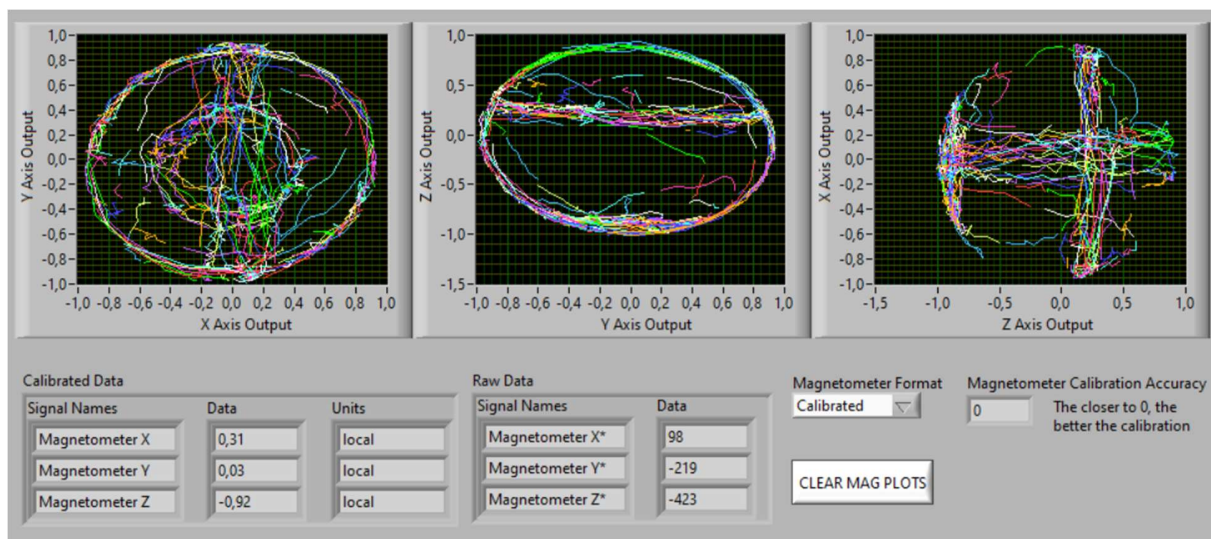 1,0
0,8
0,6
0,4
0,2
0,0
-0,2
-0,4
-0,6
-0,8
-1,0
Y Axis Output
-1,0 -0,8 -0,6 -0,4 -0,2 0,0 0,2 0,4 0,6 0,8 1,0
X Axis Output
1,0
0,5
0,0
-0,5
-1,0
-1,5
Z Axis Output
-1,0 -0,8 -0,6 -0,4 -0,2 0,0 0,2 0,4 0,6 0,8 1,0
Y Axis Output
1,0
0,8
0,6
0,4
0,2
0,0
-0,2
-0,4
-0,6
-0,8
-1,0
X Axis Output
-1,5 -1,0 -0,5 0,0 0,5 1,0
Z Axis Output
Calibrated Data
Signal Names Data Units
Magnetometer X 0,31 local
Magnetometer Y 0,03 local
Magnetometer Z -0,92 local
Raw Data
Signal Names Data
Magnetometer X* 98
Magnetometer Y* -219
Magnetometer Z* -423
Magnetometer Format
Calibrated
Magnetometer Calibration Accuracy
0
The closer to 0, the
better the calibration
CLEAR MAG PLOTS